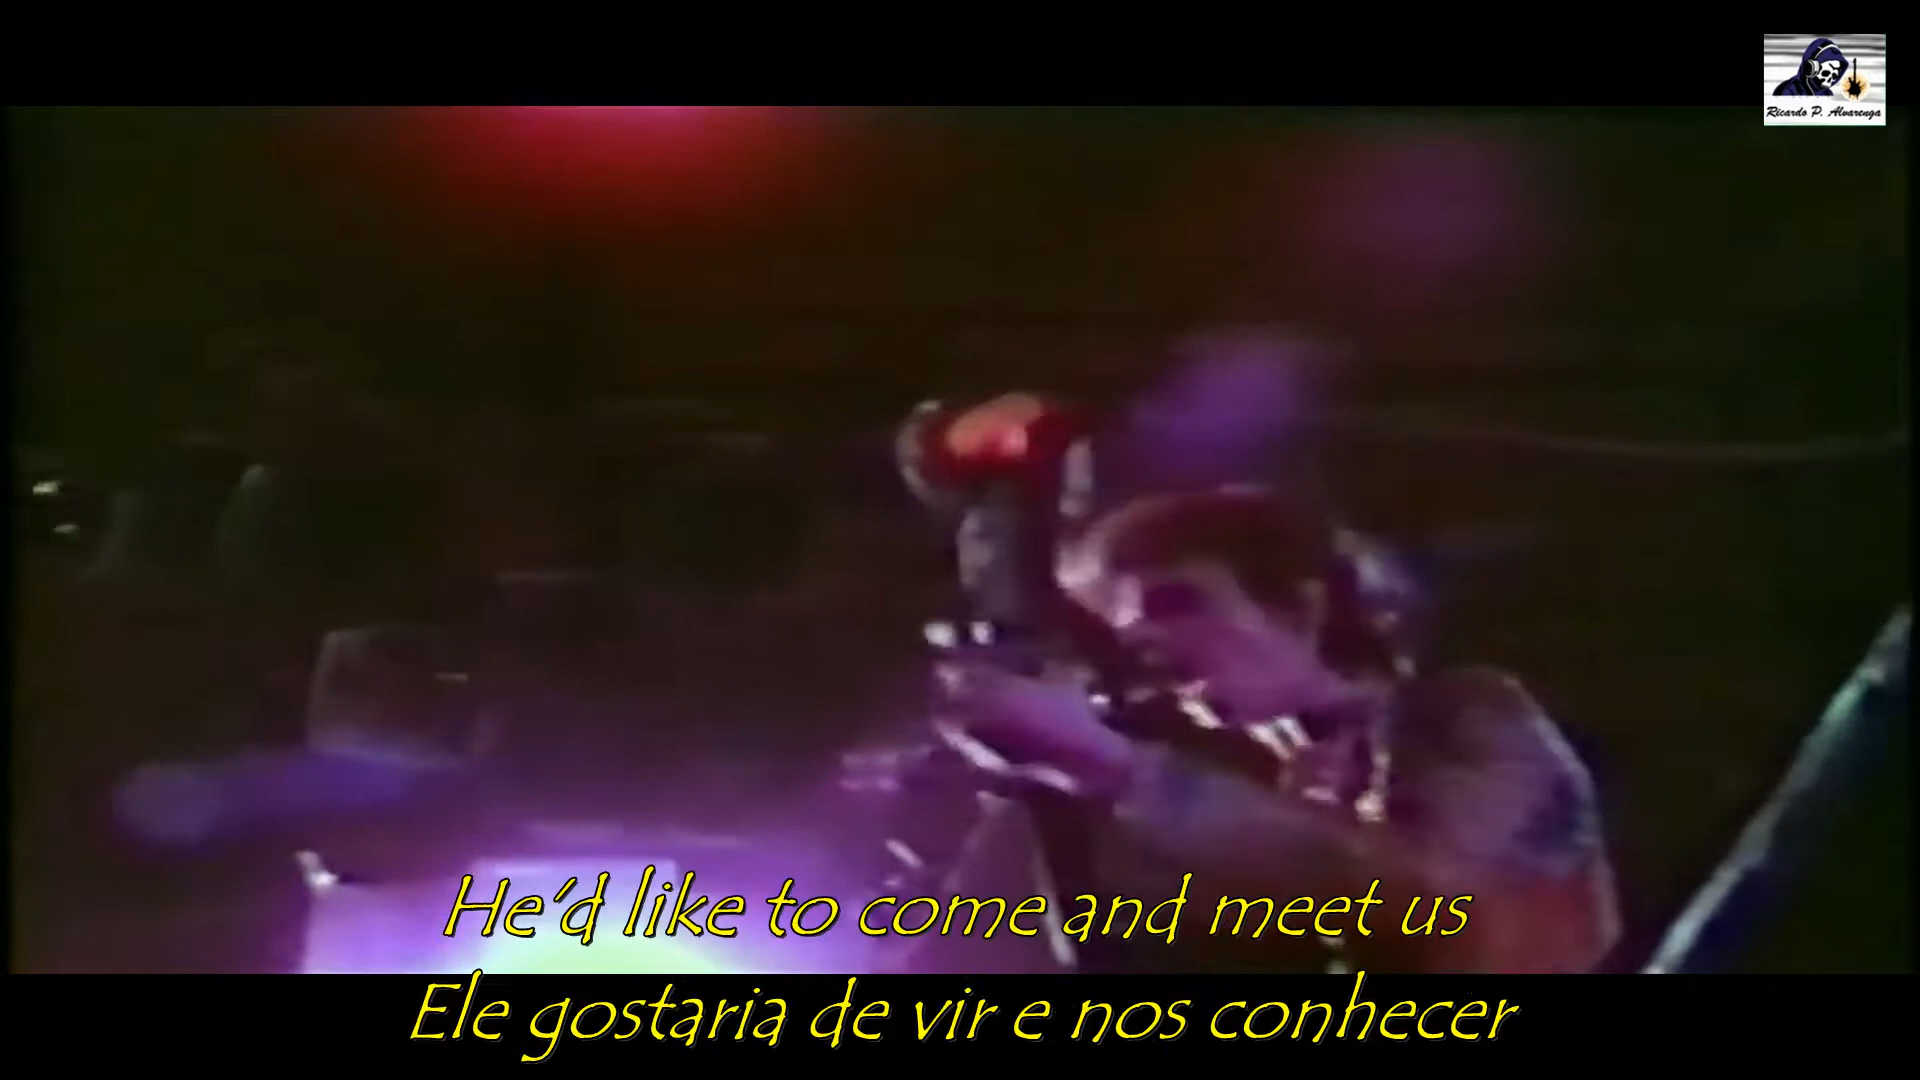 Ricardo P. Alvarenga
He'd like to come and meet us
Ele gostaria de vir e nos conhecer